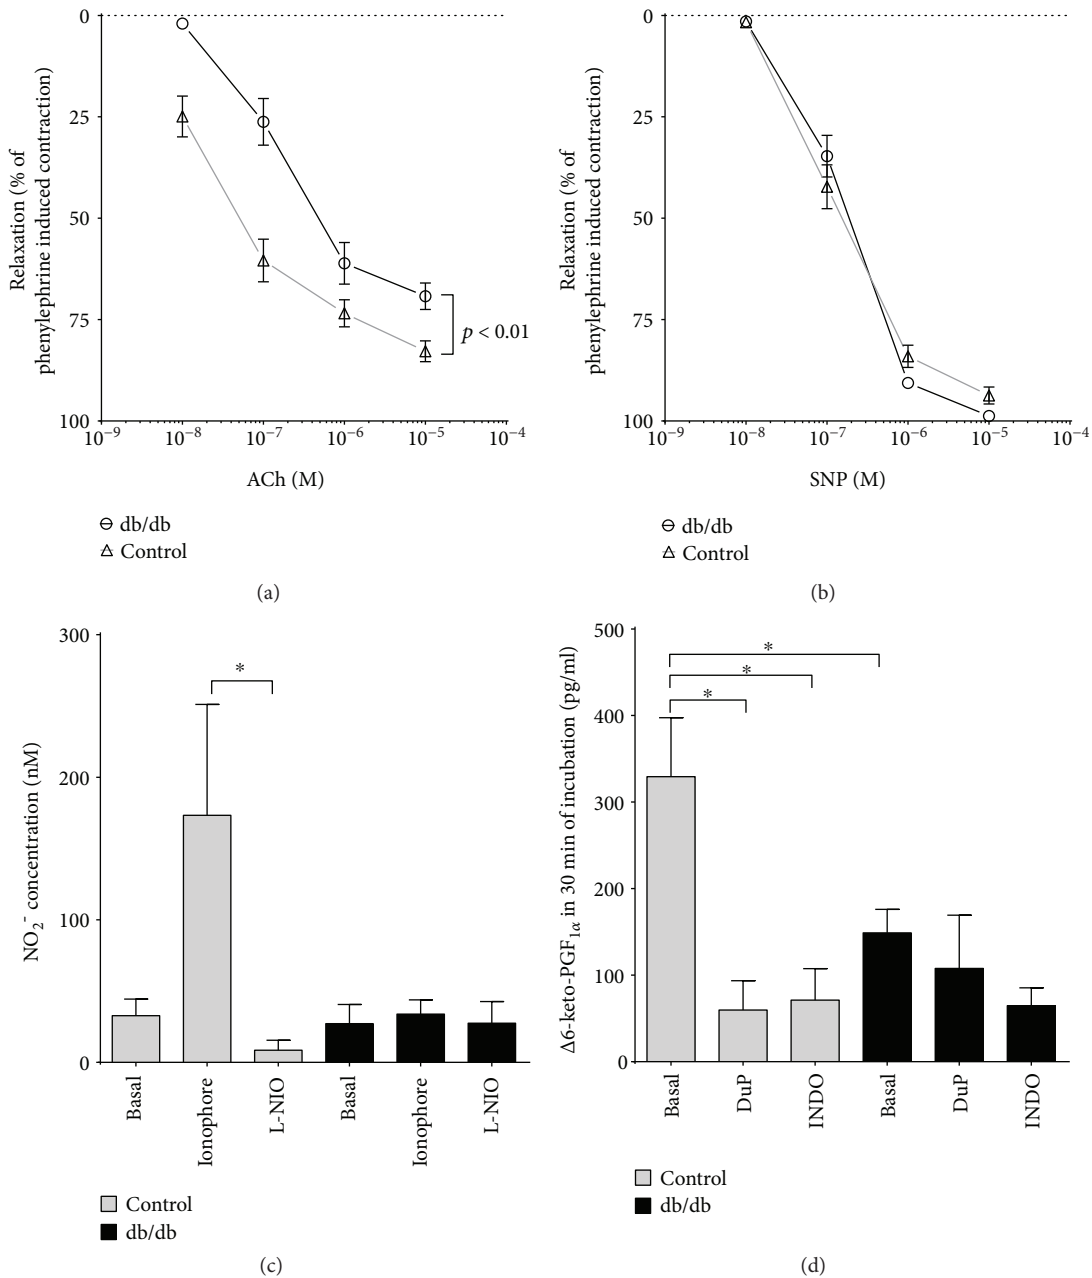 0
25
50
75
100
Relaxation (% of
phenylephrine induced contraction)
10⁻⁹ 10⁻⁸ 10⁻⁷ 10⁻⁶ 10⁻⁵ 10⁻⁴
ACh (M)
p < 0.01
db/db
Control
(a)
0
25
50
75
100
Relaxation (% of
phenylephrine induced contraction)
10⁻⁹ 10⁻⁸ 10⁻⁷ 10⁻⁶ 10⁻⁵ 10⁻⁴
SNP (M)
db/db
Control
(b)
300
200
100
0
NO₂⁻ concentration (nM)
*
Basal
Ionophore
L-NIO
Basal
Ionophore
L-NIO
Control
db/db
(c)
500
400
300
200
100
0
Δ6-keto-PGF₁α in 30 min of incubation (pg/ml)
*
*
*
Basal
DuP
INDO
Basal
DuP
INDO
Control
db/db
(d)